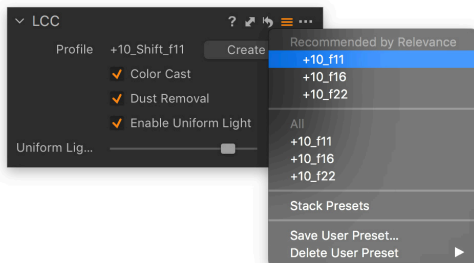 LCC ?
Profile +10_Shift_f11 Create
Color Cast
Dust Removal
Enable Uniform Light
Uniform Lig...
Recommended by Relevance
+10_f11
+10_f16
+10_f22
All
+10_f11
+10_f16
+10_f22
Stack Presets
Save User Preset...
Delete User Preset